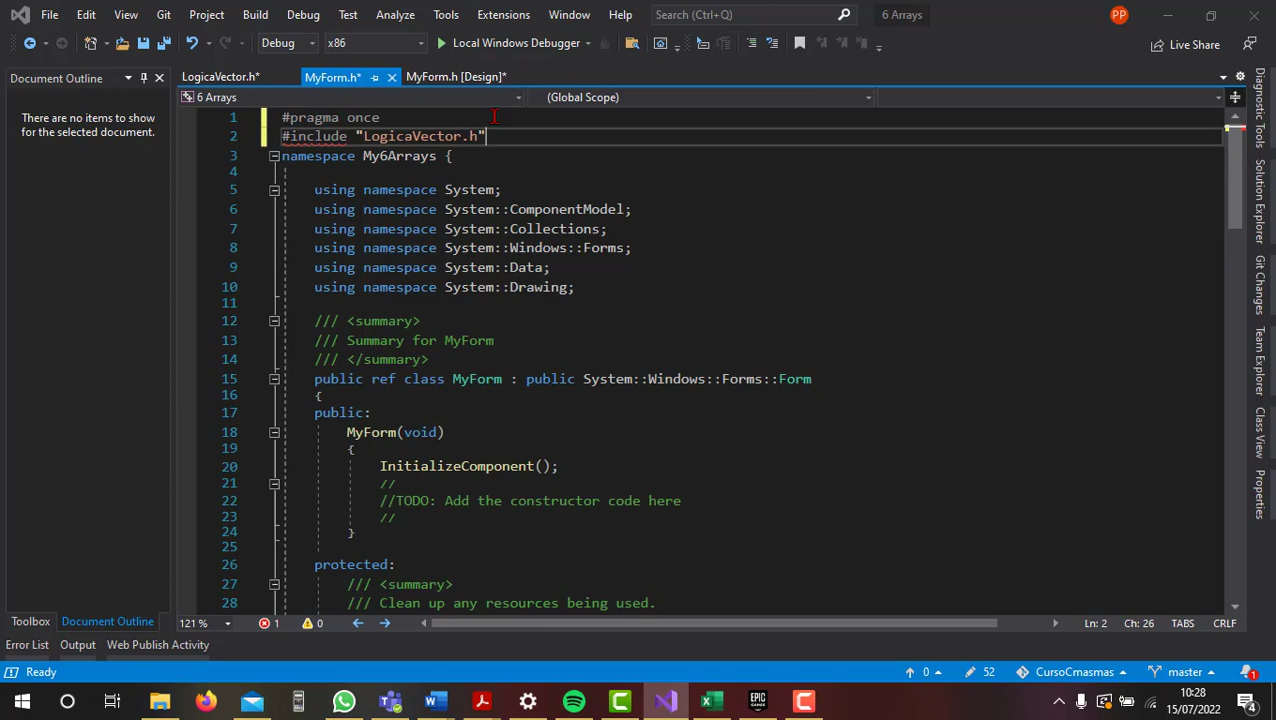 File Edit View Git Project Build Debug Test Analyze Tools Extensions Window Help Search (Ctrl+Q) 6 Arrays PP
Debug x86 Local Windows Debugger Live Share
Document Outline
There are no items to show
for the selected document.
LogicaVector.h* MyForm.h* MyForm.h [Design]*
6 Arrays (Global Scope)
1 #pragma once
2 #include "LogicaVector.h"
3 namespace My6Arrays {
4
5 using namespace System;
6 using namespace System::ComponentModel;
7 using namespace System::Collections;
8 using namespace System::Windows::Forms;
9 using namespace System::Data;
10 using namespace System::Drawing;
11
12 /// <summary>
13 /// Summary for MyForm
14 /// </summary>
15 public ref class MyForm : public System::Windows::Forms::Form
16 {
17 public:
18 MyForm(void)
19 {
20 InitializeComponent();
21 //
22 //TODO: Add the constructor code here
23 //
24 }
25
26 protected:
27 /// <summary>
28 /// Clean up any resources being used.
121 % 1 0 Ln: 2 Ch: 26 TABS CRLF
Toolbox Document Outline
Error List Output Web Publish Activity
Ready 0 52 CursoCmasmas master 1
Diagnostic Tools
Solution Explorer
Git Changes
Team Explorer
Class View
Properties
EPIC GAMES
10:28
15/07/2022
4